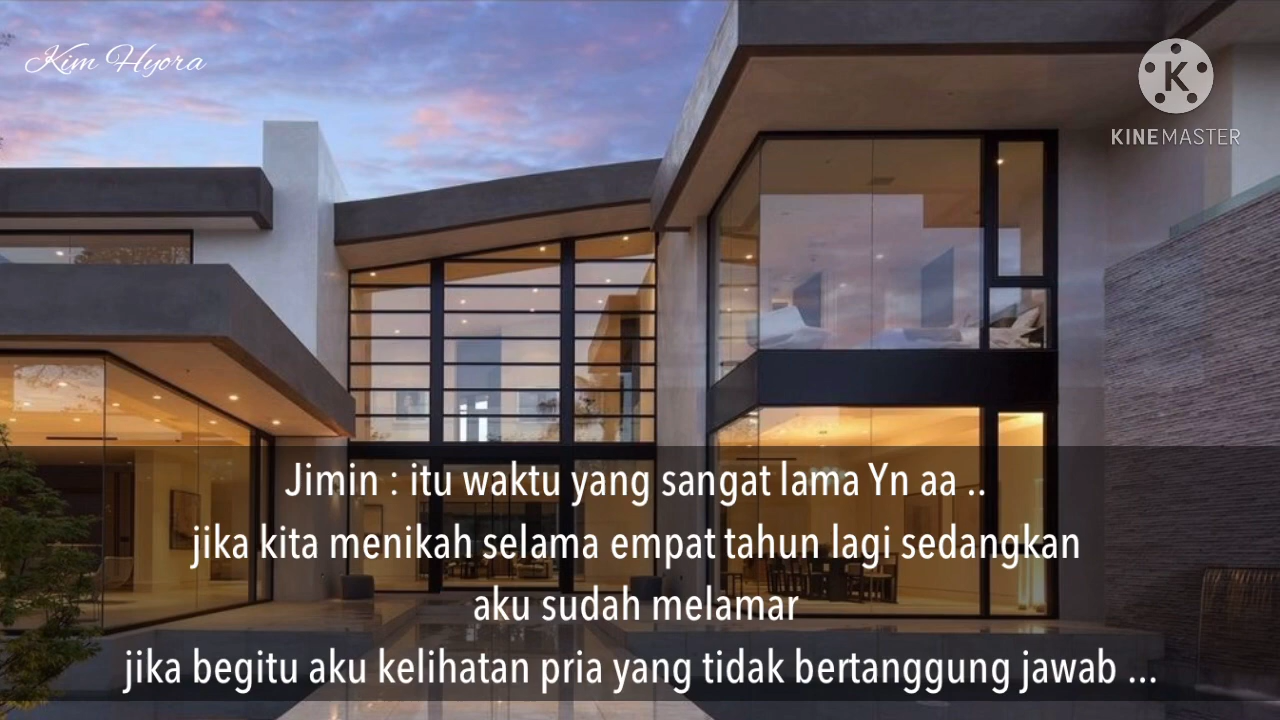 Kim Hyora
K
KINEMASTER
Jimin : itu waktu yang sangat lama Yn aa ..
jika kita menikah selama empat tahun lagi sedangkan
aku sudah melamar
jika begitu aku kelihatan pria yang tidak bertanggung jawab ...